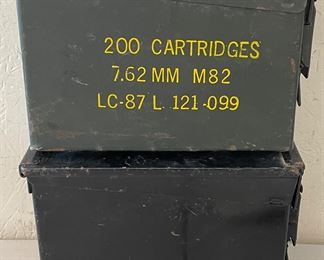 200 CARTRIDGES
7.62 MM M82
LC-87 L 121-099